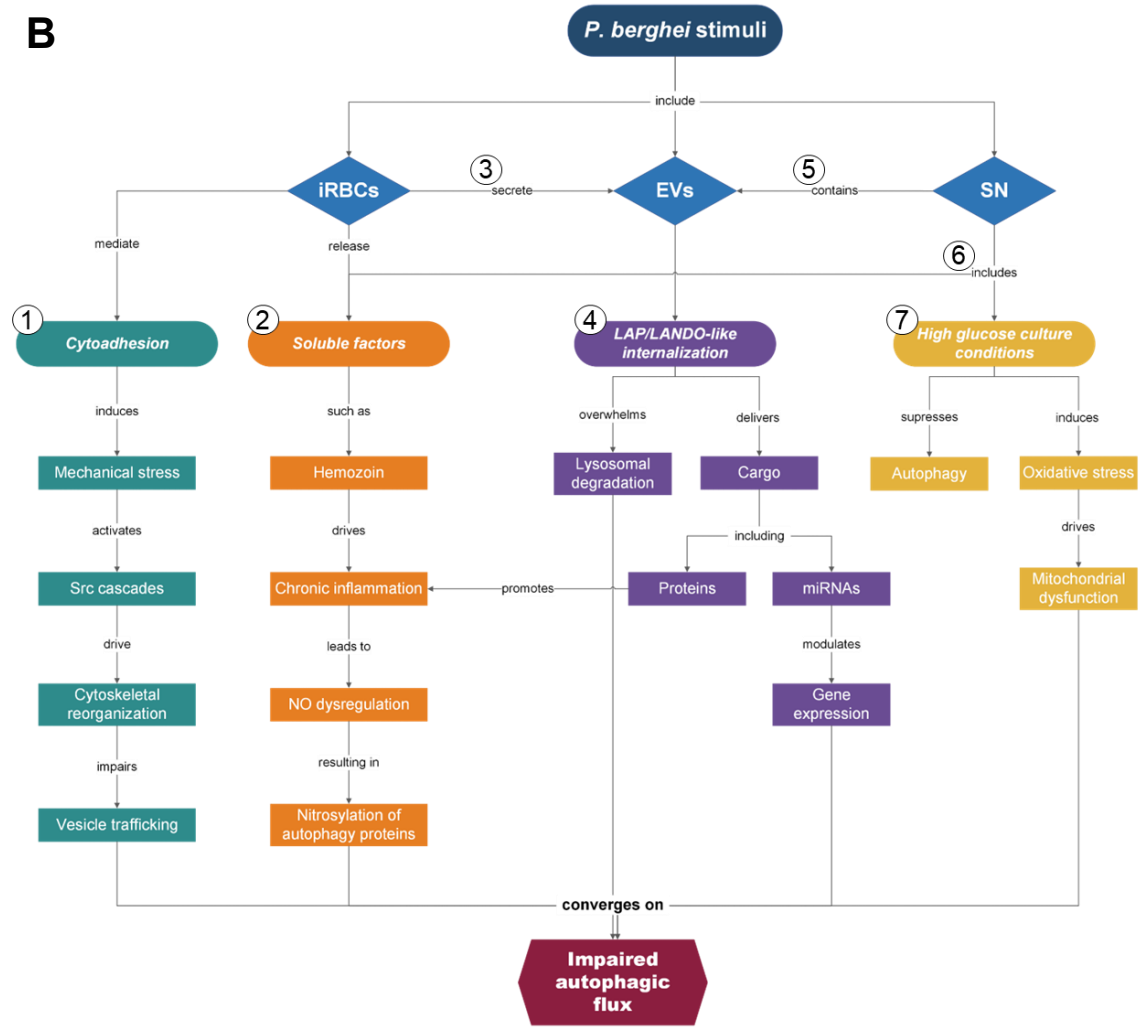 B
P. berghei stimuli
include
iRBCs
3
secrete
EVs
5
contains
SN
mediate
release
6
includes
1
Cytoadhesion
2
Soluble factors
4
LAP/LANDO-like
internalization
7
High glucose culture
conditions
induces
such as
overwhelms
delivers
supresses
induces
Mechanical stress
Hemozoin
Lysosomal
degradation
Cargo
Autophagy
Oxidative stress
activates
drives
including
drives
Src cascades
Chronic inflammation
promotes
Proteins
miRNAs
Mitochondrial
dysfunction
drive
leads to
modulates
Cytoskeletal
reorganization
NO dysregulation
Gene
expression
impairs
resulting in
Vesicle trafficking
Nitrosylation of
autophagy proteins
converges on
Impaired
autophagic
flux